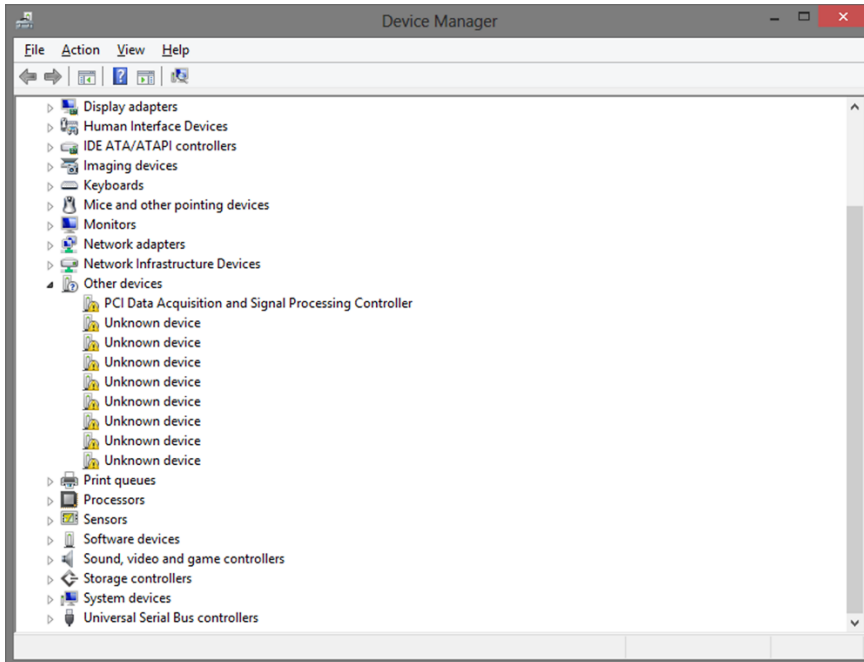 Device Manager
File Action View Help
Display adapters
Human Interface Devices
IDE ATA/ATAPI controllers
Imaging devices
Keyboards
Mice and other pointing devices
Monitors
Network adapters
Network Infrastructure Devices
Other devices
PCI Data Acquisition and Signal Processing Controller
Unknown device
Unknown device
Unknown device
Unknown device
Unknown device
Unknown device
Unknown device
Unknown device
Print queues
Processors
Sensors
Software devices
Sound, video and game controllers
Storage controllers
System devices
Universal Serial Bus controllers